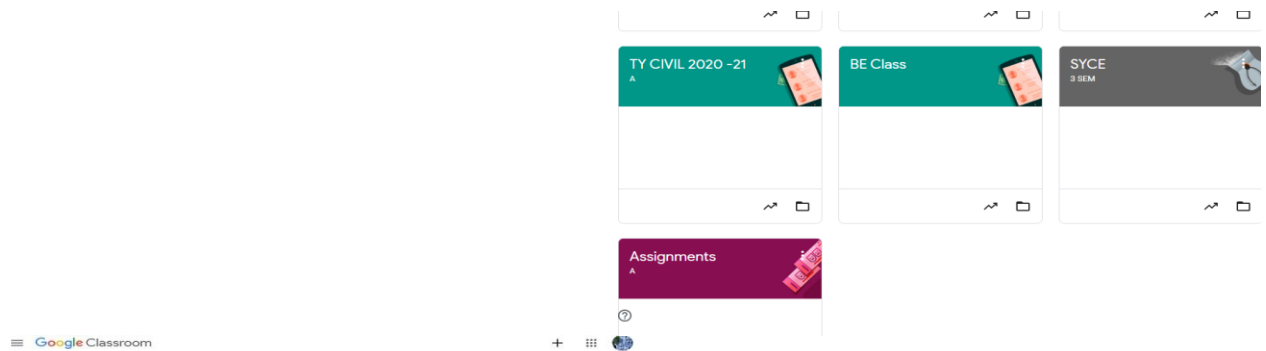 TY CIVIL 2020 -21
A
BE Class
SYCE
3 SEM
Assignments
A
Google Classroom